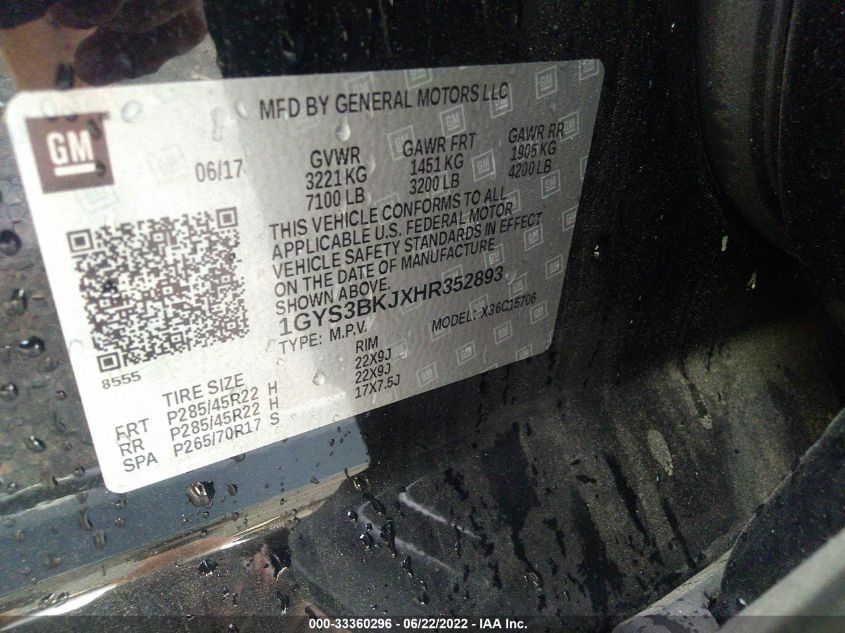 MFD BY GENERAL MOTORS LLC
GM
06/17
GVWR GAWR FRT GAWR RR
3221 KG 1451 KG 1905 KG
7100 LB 3200 LB 4200 LB
THIS VEHICLE CONFORMS TO ALL
APPLICABLE U.S. FEDERAL MOTOR
VEHICLE SAFETY STANDARDS IN EFFECT
ON THE DATE OF MANUFACTURE
SHOWN ABOVE.
1GYS3BKJXHR352893
TYPE: M.P.V. MODEL: X36C15706
8555
TIRE SIZE RIM
FRT P285/45R22 H 22X9J
RR P285/45R22 H 22X9J
SPA P265/70R17 S 17X7.5J
000-33360296 - 06/22/2022 - IAA Inc.